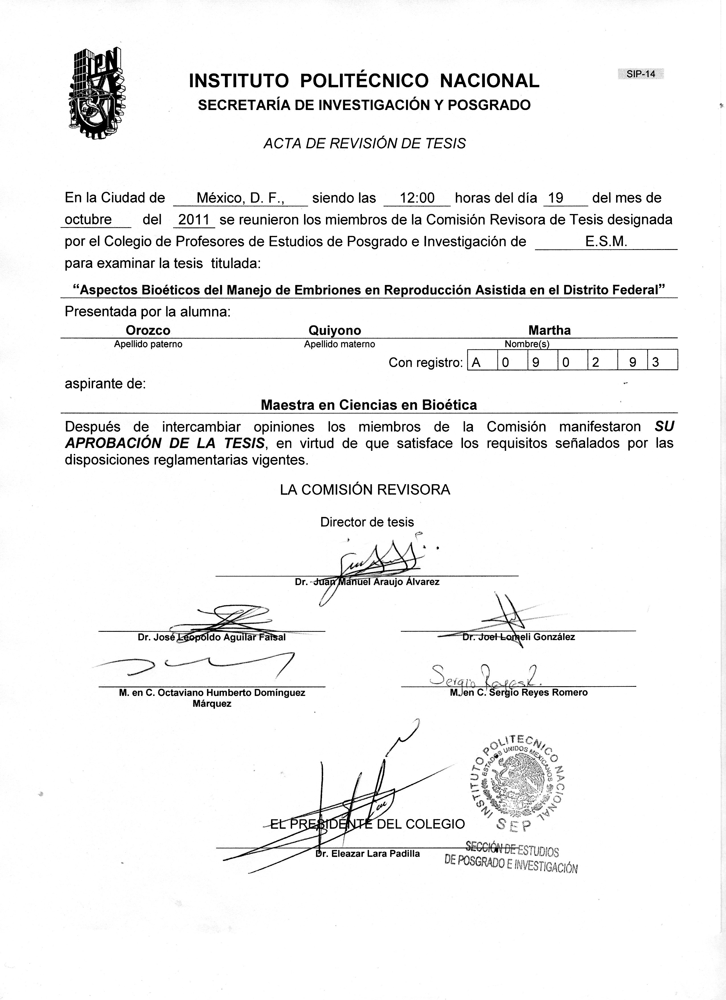 IPN
SIP-14
INSTITUTO POLITÉCNICO NACIONAL
SECRETARÍA DE INVESTIGACIÓN Y POSGRADO
ACTA DE REVISIÓN DE TESIS
En la Ciudad de México, D. F., siendo las 12:00 horas del día 19 del mes de
octubre del 2011 se reunieron los miembros de la Comisión Revisora de Tesis designada
por el Colegio de Profesores de Estudios de Posgrado e Investigación de E.S.M.
para examinar la tesis titulada:
“Aspectos Bioéticos del Manejo de Embriones en Reproducción Asistida en el Distrito Federal”
Presentada por la alumna:
Orozco Quiyono Martha
Apellido paterno Apellido materno Nombre(s)
Con registro: A 0 9 0 2 9 3
aspirante de:
Maestra en Ciencias en Bioética
Después de intercambiar opiniones los miembros de la Comisión manifestaron SU
APROBACIÓN DE LA TESIS, en virtud de que satisface los requisitos señalados por las
disposiciones reglamentarias vigentes.
LA COMISIÓN REVISORA
Director de tesis
Dr. Juan Manuel Araujo Álvarez
Dr. José Leopoldo Aguilar Faisal
Dr. Joel Lomeli González
Sergio Reyes R.
M. en C. Octaviano Humberto Domínguez
Márquez
M. en C. Sergio Reyes Romero
INSTITUTO POLITECNICO NACIONAL
ESTADOS UNIDOS MEXICANOS
SEP
EL PRESIDENTE DEL COLEGIO
Dr. Eleazar Lara Padilla
SECCIÓN DE ESTUDIOS
DE POSGRADO E INVESTIGACIÓN